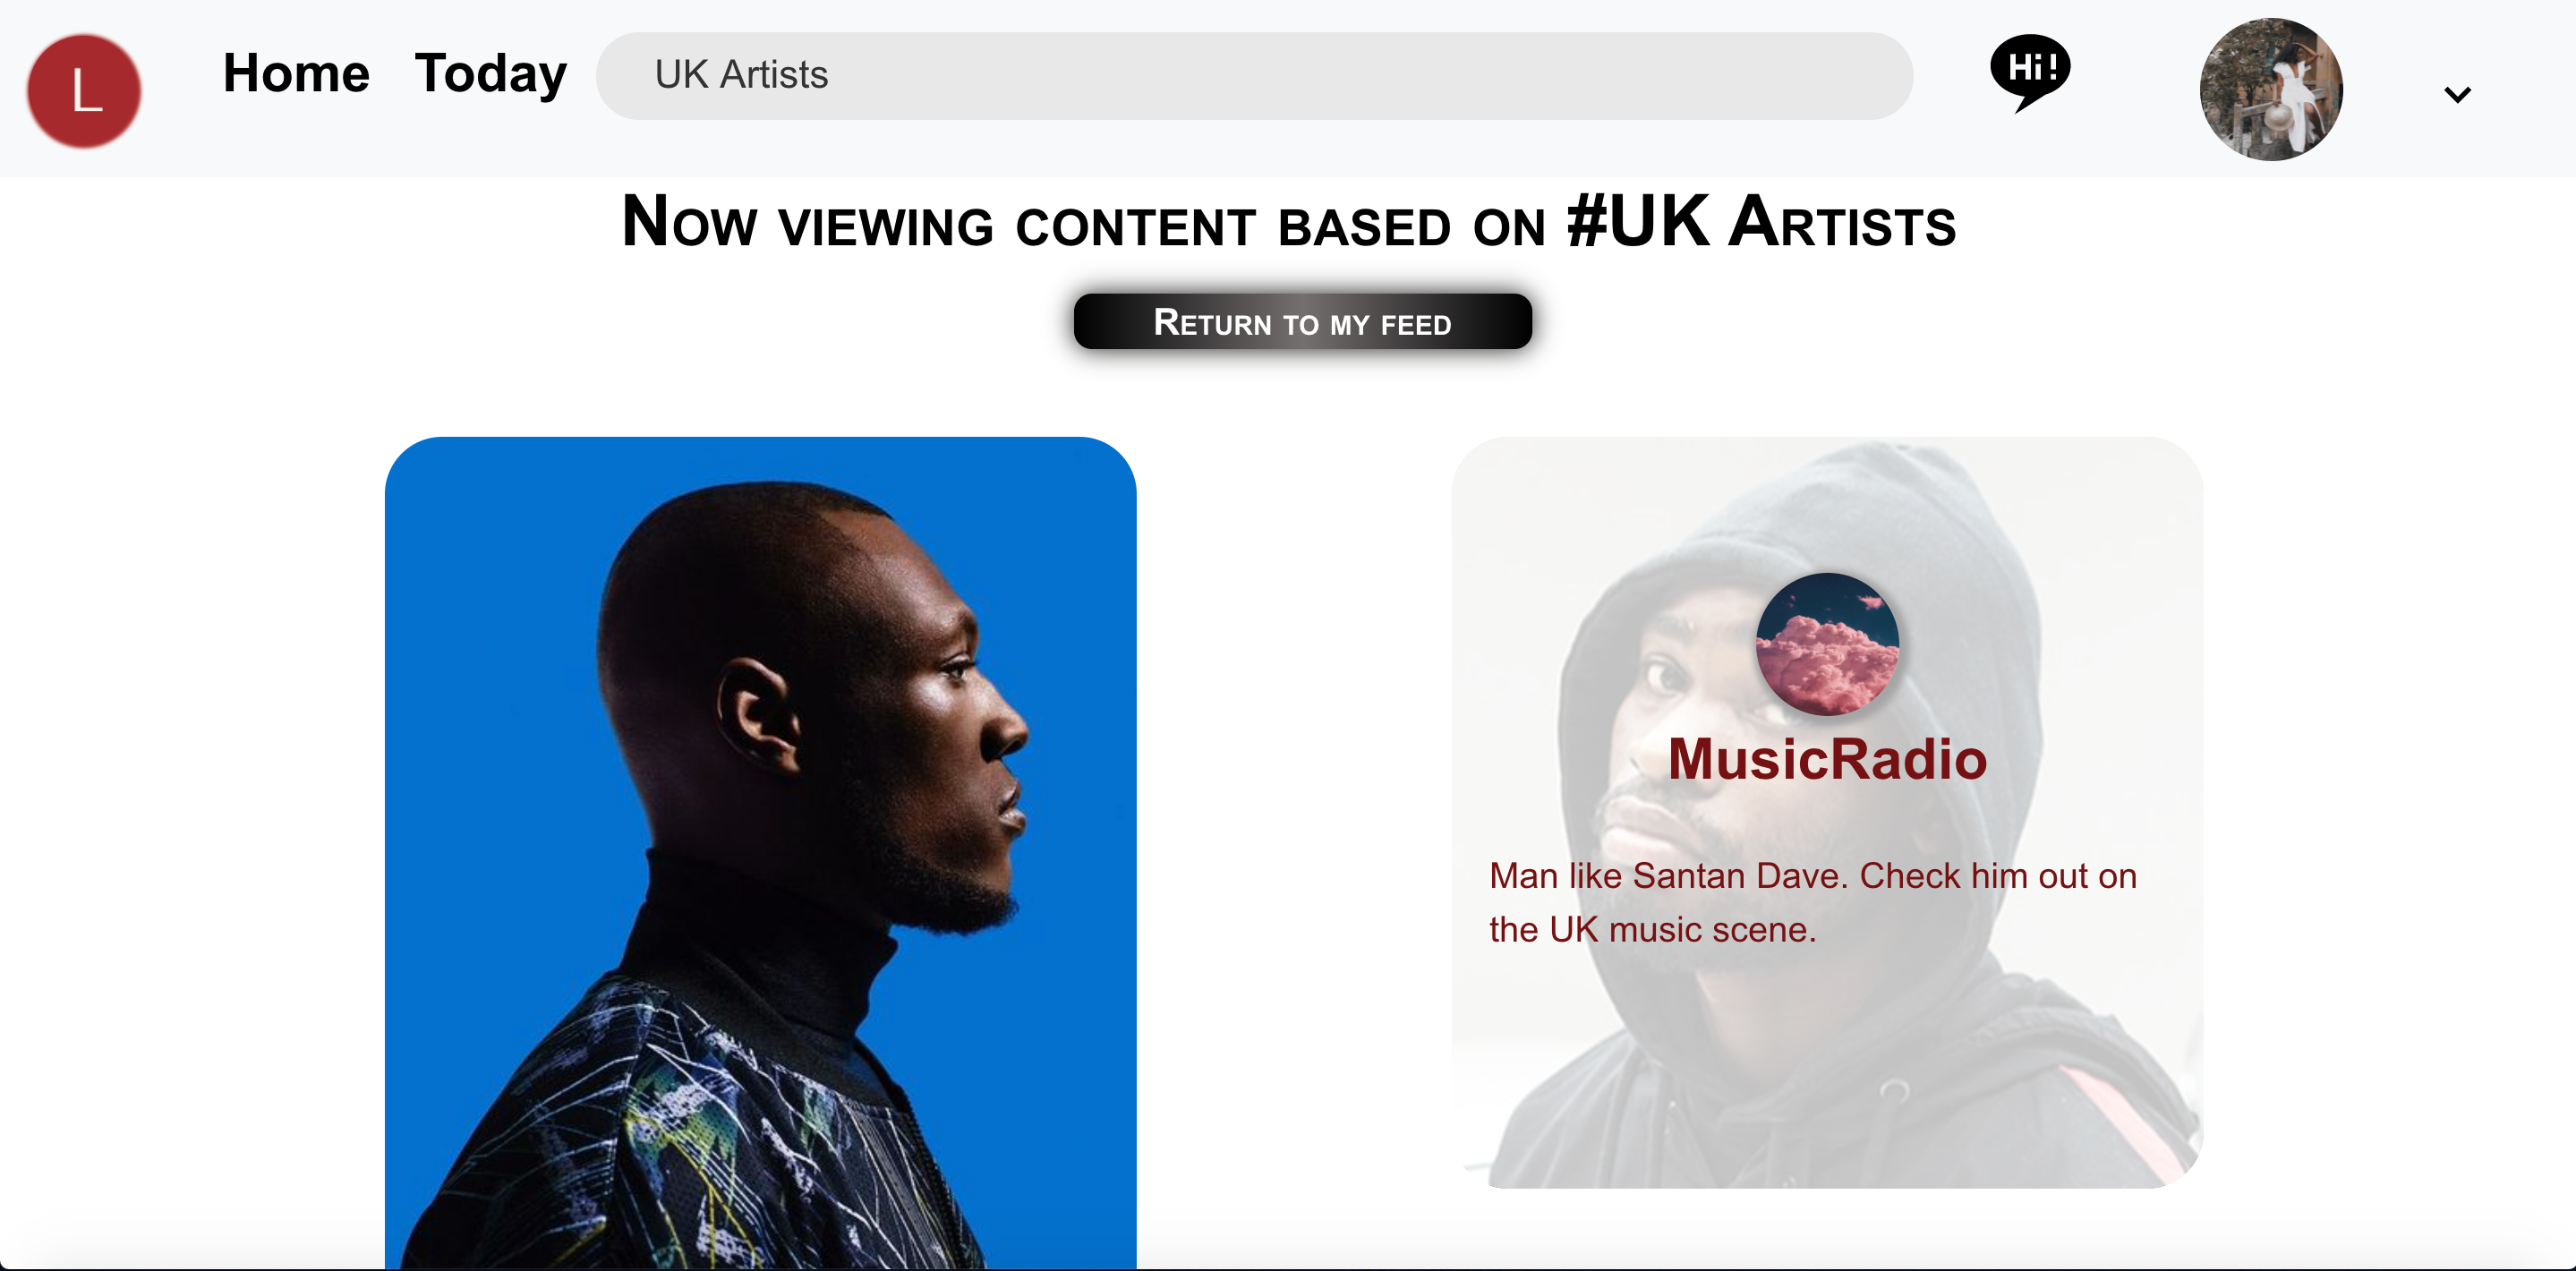 L
Home Today UK Artists Hi!
Now viewing content based on #UK Artists
Return to my feed
MusicRadio
Man like Santan Dave. Check him out on
the UK music scene.